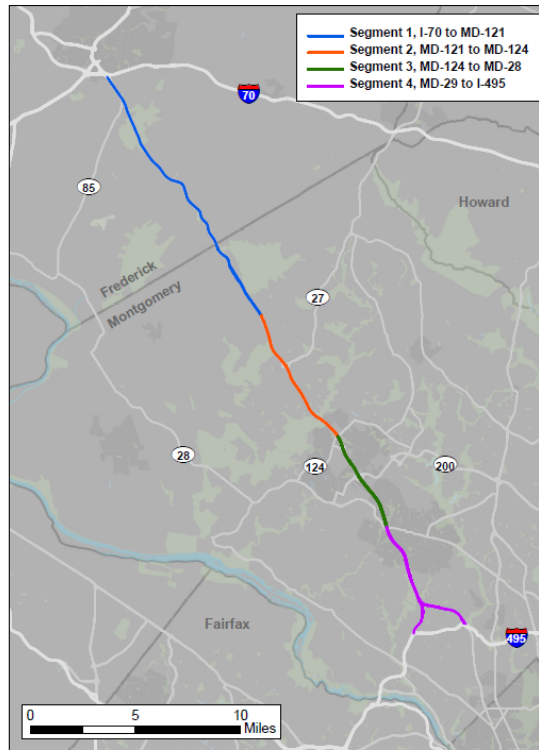 Segment 1, I-70 to MD-121
Segment 2, MD-121 to MD-124
Segment 3, MD-124 to MD-28
Segment 4, MD-29 to I-495
70
85
Howard
Frederick
Montgomery
27
28
124
200
Fairfax
495
0 5 10
Miles